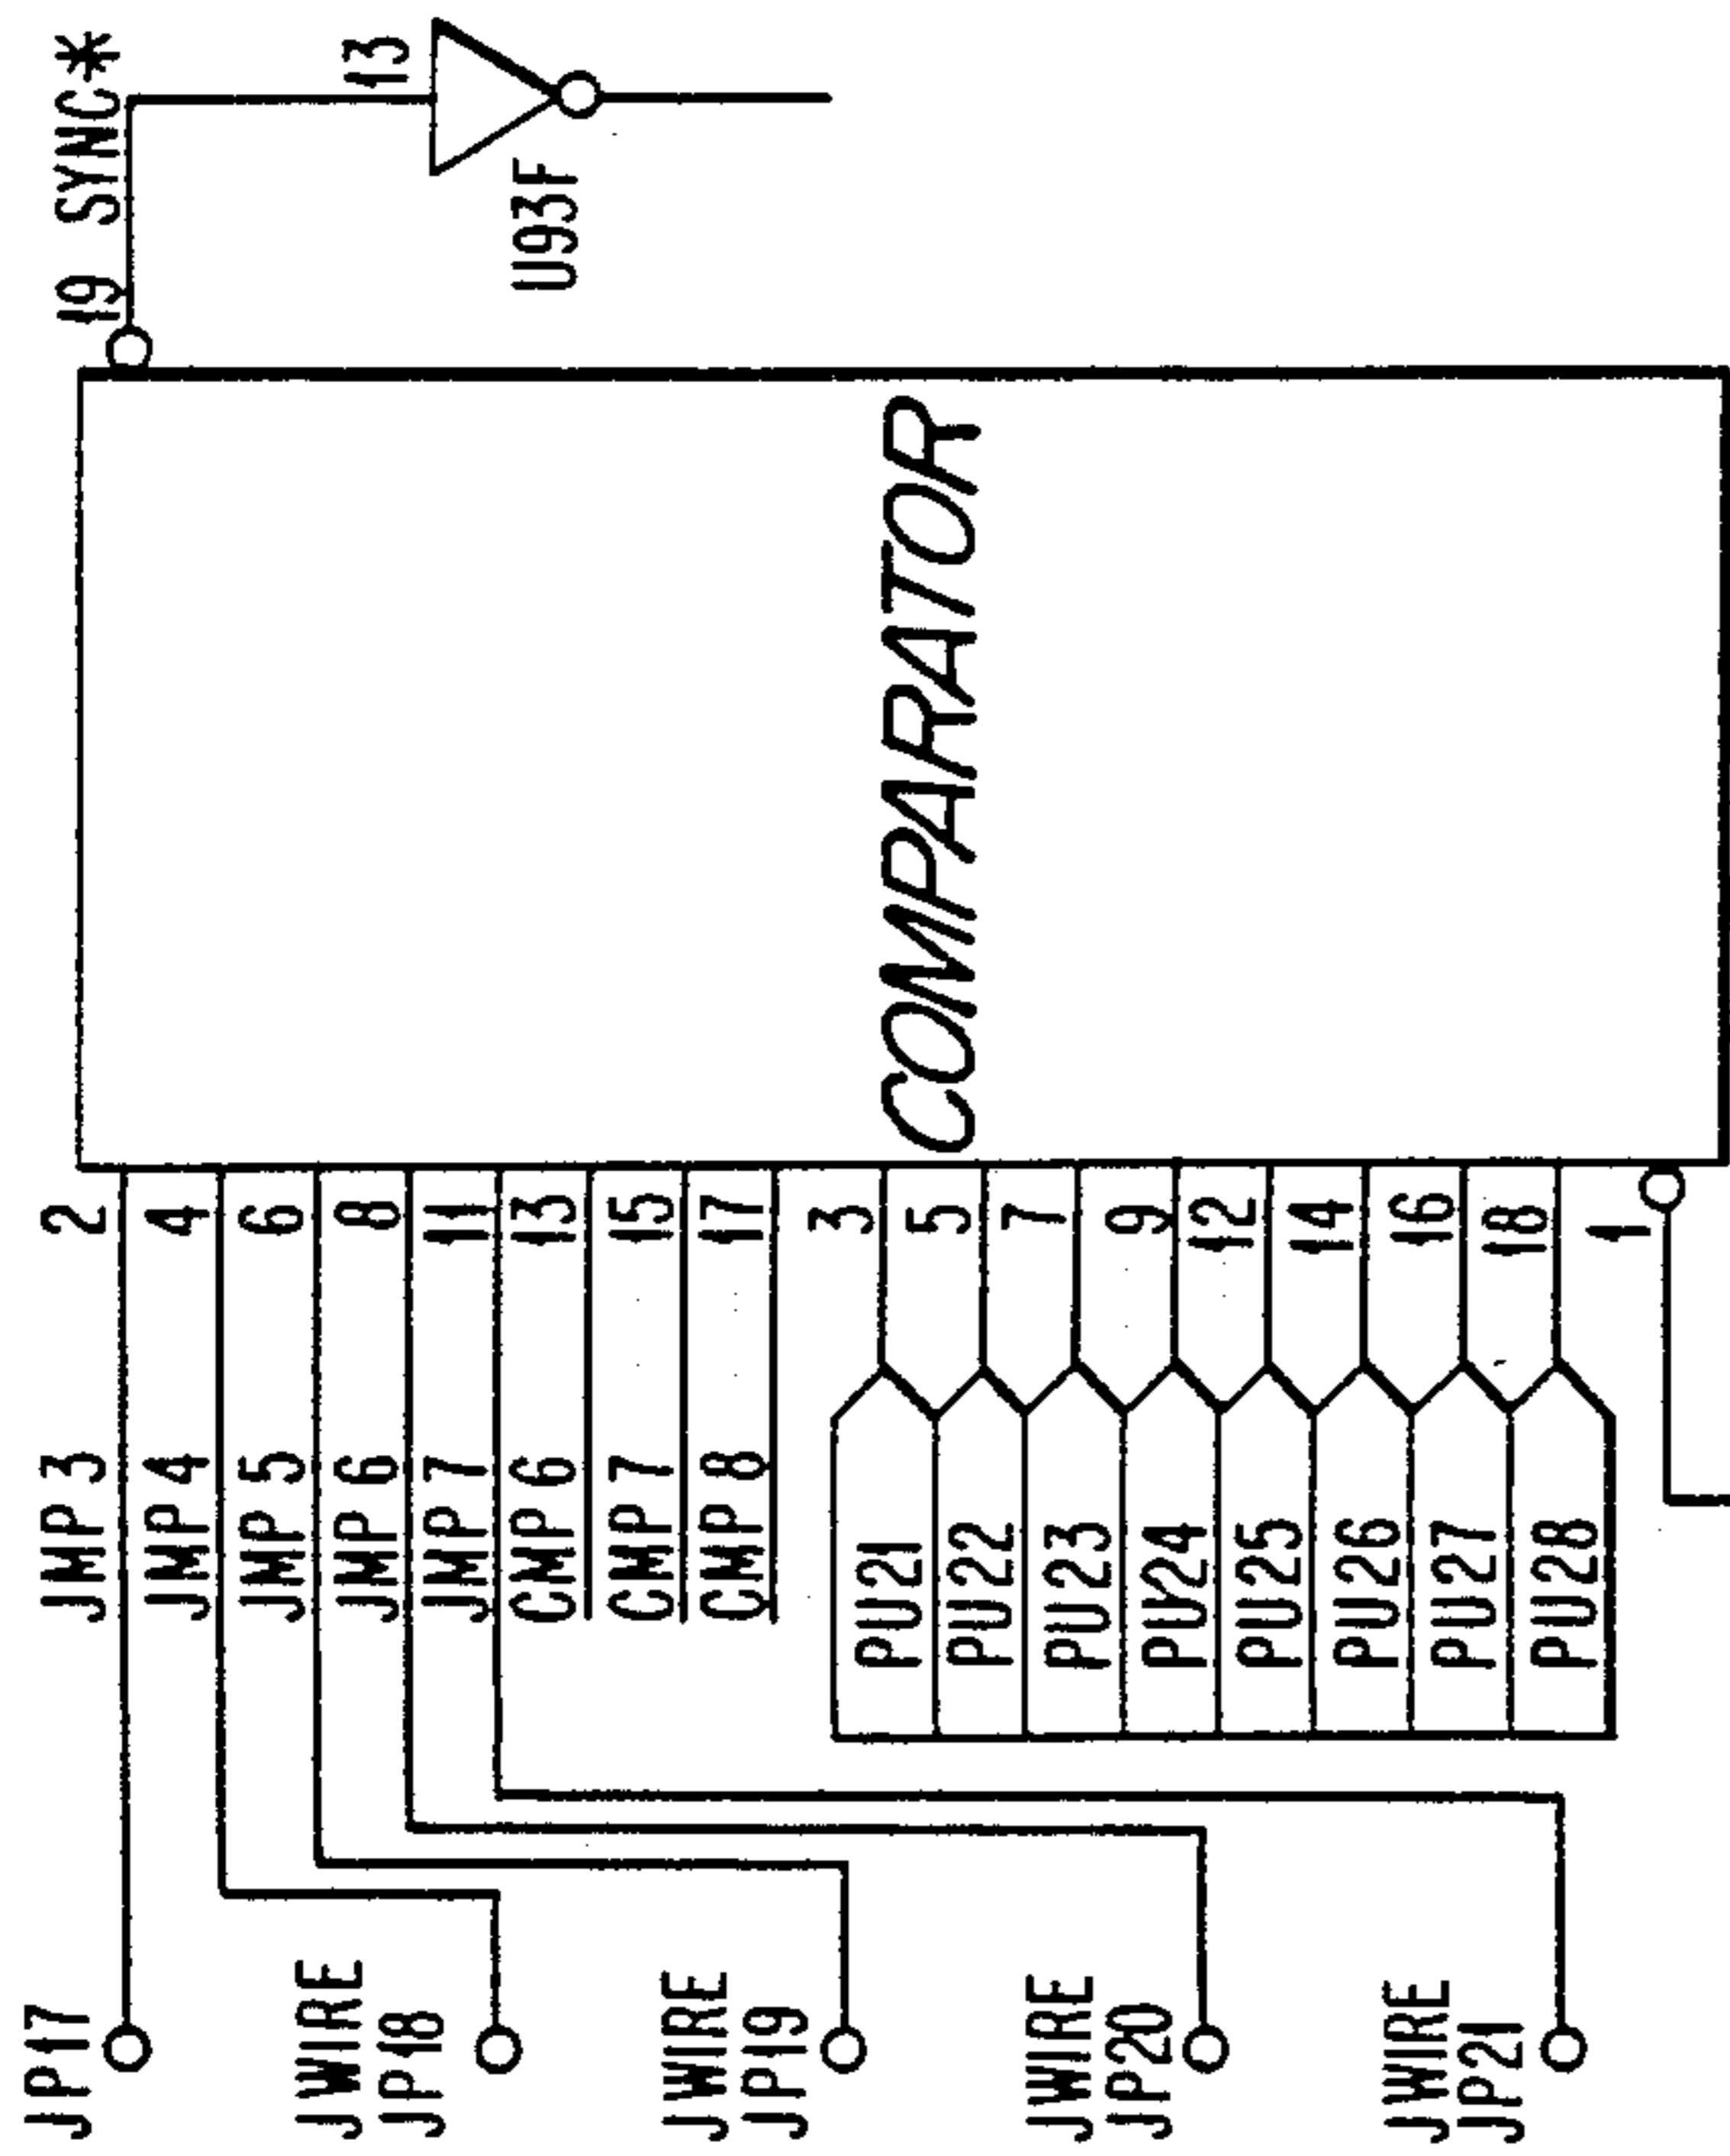 JP17
JWIRE
JP18
JWIRE
JP19
JWIRE
JP20
JWIRE
JP21
JMP 3 2
JMP 4 4
JMP 5 6
JMP 6 8
JMP 7 11
CMP 6 13
CMP 7 15
CMP 8 17
PU21 3
PU22 5
PU23 7
PU24 9
PU25 12
PU26 14
PU27 16
PU28 18
1
COMPARATOR
19 SYNC*
13
U93F